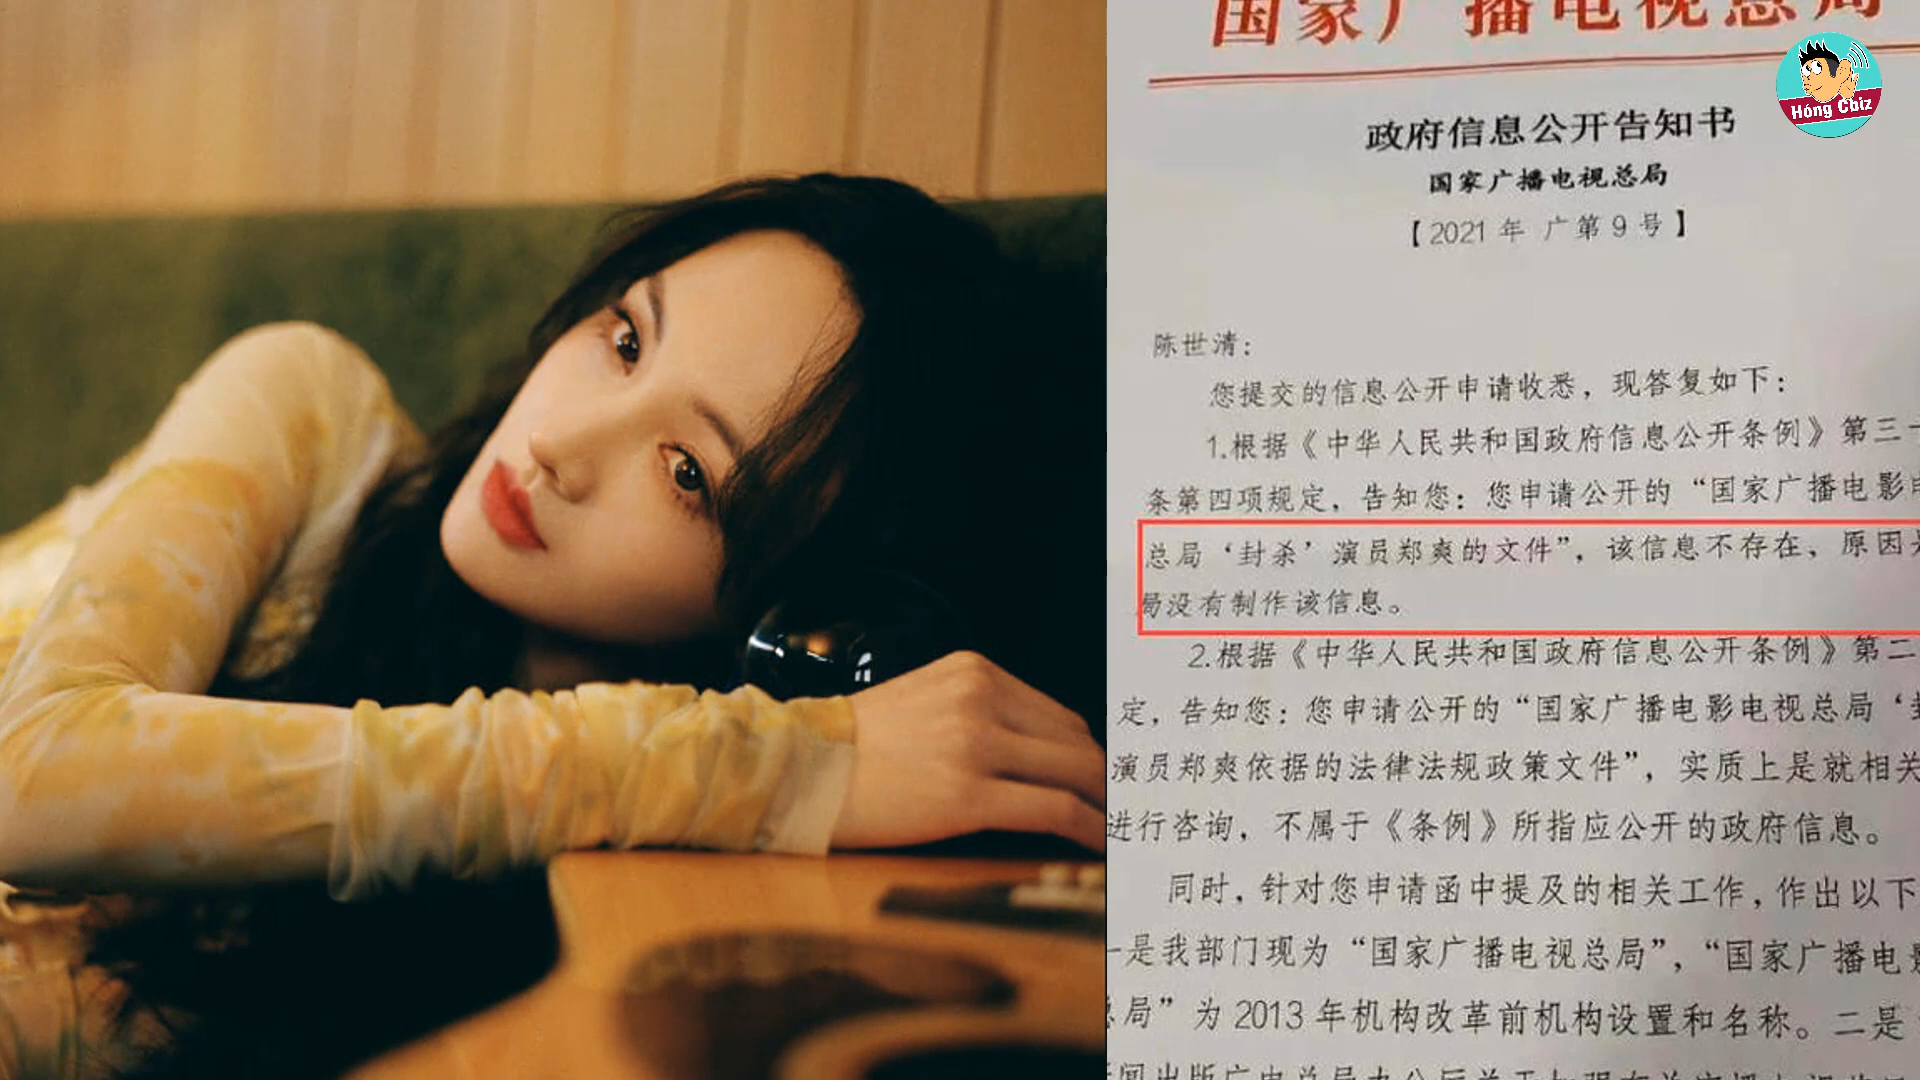 国家广播电视总局
Hóng Cbiz
政府信息公开告知书
国家广播电视总局
【2021 年 广第 9 号】
陈世清：
您提交的信息公开申请收悉，现答复如下：
1.根据《中华人民共和国政府信息公开条例》第三十
条第四项规定，告知您：您申请公开的“国家广播电影电
总局‘封杀’演员郑爽的文件”，该信息不存在，原因是
局没有制作该信息。
2.根据《中华人民共和国政府信息公开条例》第二
定，告知您：您申请公开的“国家广播电影电视总局‘封
演员郑爽依据的法律法规政策文件”，实质上是就相关
进行咨询，不属于《条例》所指应公开的政府信息。
同时，针对您申请函中提及的相关工作，作出以下
一是我部门现为“国家广播电视总局”，“国家广播电影
总局”为 2013 年机构改革前机构设置和名称。二是